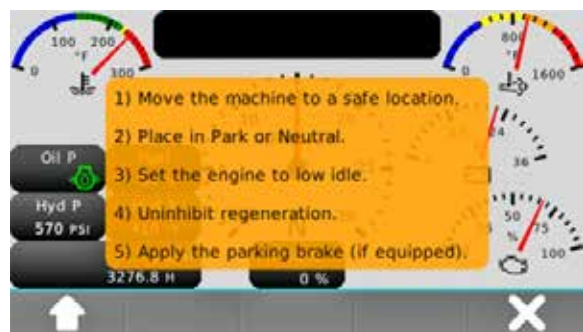 100 200
°F
0 300
800
°F
0 1600
1) Move the machine to a safe location.
2) Place in Park or Neutral.
3) Set the engine to low idle.
4) Uninhibit regeneration.
5) Apply the parking brake (if equipped).
Oil P
Hyd P
570 PSI
3276.8 H
0 %
24
36
50 75
%
100